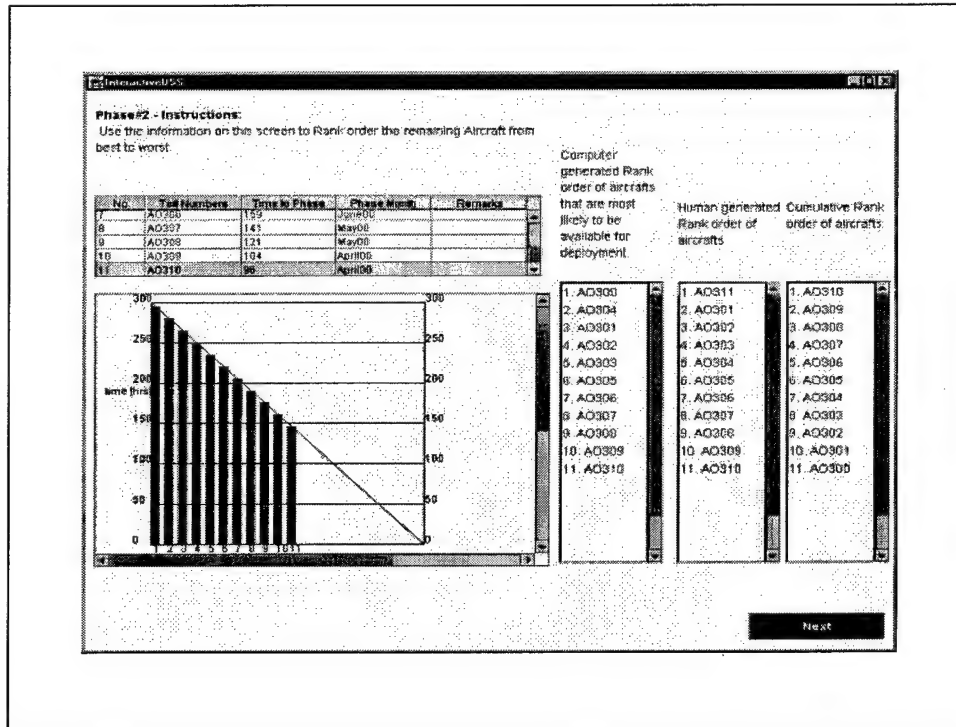 InteractiveDSS
Phase#2 - Instructions:
Use the information on this screen to Rank order the remaining Aircraft from
best to worst
No. Tail Numbers Time to Phase Phase Month Remarks
7 AO306 159 June00
8 AO307 141 May00
9 AO308 121 May00
10 AO309 104 April00
11 AO310 96 April00
300 300
250 250
200 200
time (hrs)
150 150
100 100
50 50
0 0
1 2 3 4 5 6 7 8 9 10 11
Computer
generated Rank
order of aircrafts
that are most
likely to be
available for
deployment
1. AO300
2. AO304
3. AO301
4. AO302
5. AO303
6. AO305
7. AO306
8. AO307
9. AO308
10. AO309
11. AO310
Human generated
Rank order of
aircrafts
1. AO311
2. AO301
3. AO302
4. AO303
5. AO304
6. AO305
7. AO306
8. AO307
9. AO308
10. AO309
11. AO310
Cumulative Rank
order of aircrafts
1. AO310
2. AO309
3. AO308
4. AO307
5. AO306
6. AO305
7. AO304
8. AO303
9. AO302
10. AO301
11. AO300
Next